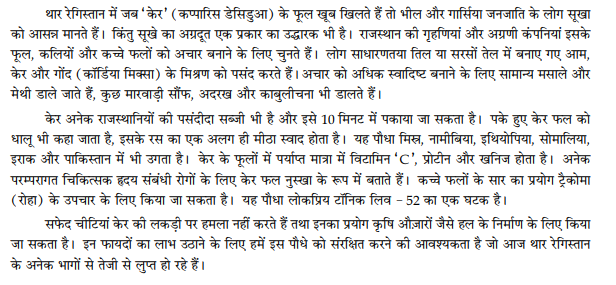 थार रेगिस्तान में जब ‘केर’ (कप्पारिस डेसिडुआ) के फूल खूब खिलते हैं तो भील और गार्सिया जनजाति के लोग सूखा
को आसन्न मानते हैं। किंतु सूखे का अग्रदूत एक प्रकार का उद्धारक भी है। राजस्थान की गृहणियां और अग्रणी कंपनियां इसके
फूल, कलियों और कच्चे फलों को अचार बनाने के लिए चुनते हैं। लोग साधारणतया तिल या सरसों तेल में बनाए गए आम,
केर और गोंद (कॉर्डिया मिक्सा) के मिश्रण को पसंद करते हैं। अचार को अधिक स्वादिष्ट बनाने के लिए सामान्य मसाले और
मेथी डाले जाते हैं, कुछ मारवाड़ी सौंफ, अदरख और काबुलीचना भी डालते हैं।
केर अनेक राजस्थानियों की पसंदीदा सब्जी भी है और इसे 10 मिनट में पकाया जा सकता है। पके हुए केर फल को
धालू भी कहा जाता है, इसके रस का एक अलग ही मीठा स्वाद होता है। यह पौधा मिस्र, नामीबिया, इथियोपिया, सोमालिया,
इराक और पाकिस्तान में भी उगता है। केर के फूलों में पर्याप्त मात्रा में विटामिन ‘C’, प्रोटीन और खनिज होता है। अनेक
परम्परागत चिकित्सक हृदय संबंधी रोगों के लिए केर फल नुस्खा के रूप में बताते हैं। कच्चे फलों के सार का प्रयोग ट्रैकोमा
(रोहा) के उपचार के लिए किया जा सकता है। यह पौधा लोकप्रिय टॉनिक लिव – 52 का एक घटक है।
सफेद चीटियां केर की लकड़ी पर हमला नहीं करते हैं तथा इनका प्रयोग कृषि औज़ारों जैसे हल के निर्माण के लिए किया
जा सकता है। इन फायदों का लाभ उठाने के लिए हमें इस पौधे को संरक्षित करने की आवश्यकता है जो आज थार रेगिस्तान
के अनेक भागों से तेजी से लुप्त हो रहे हैं।